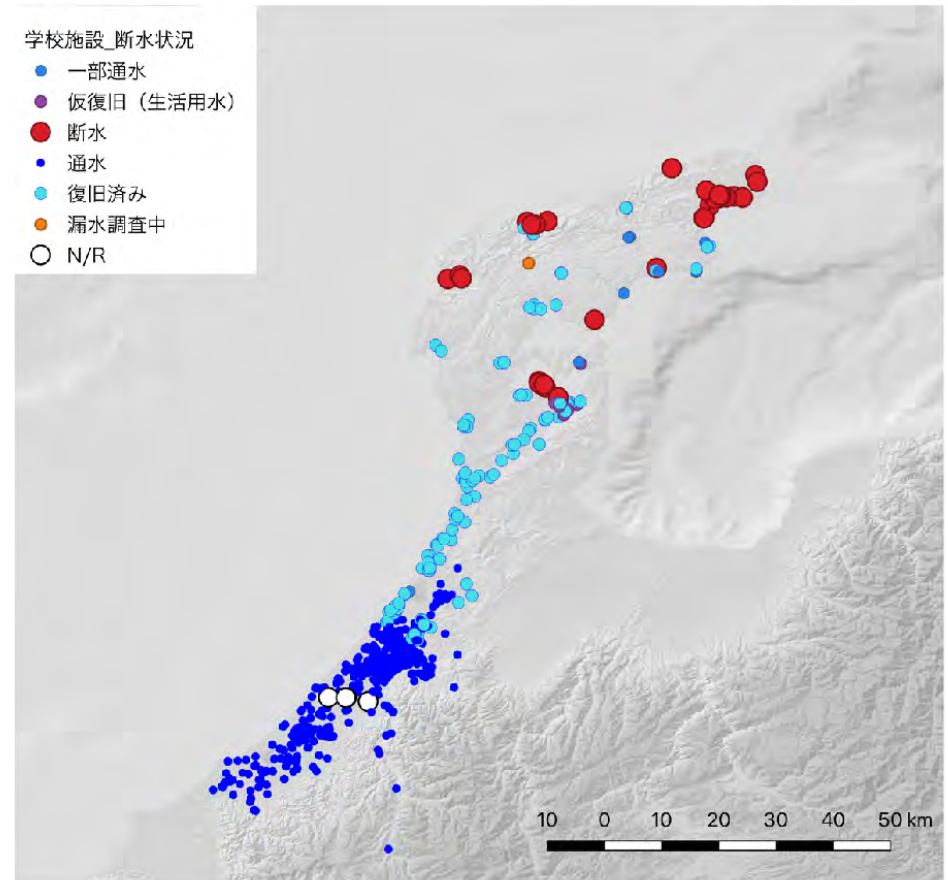 学校施設_断水状況
一部通水
仮復旧（生活用水）
断水
通水
復旧済み
漏水調査中
N/R
10 0 10 20 30 40 50 km